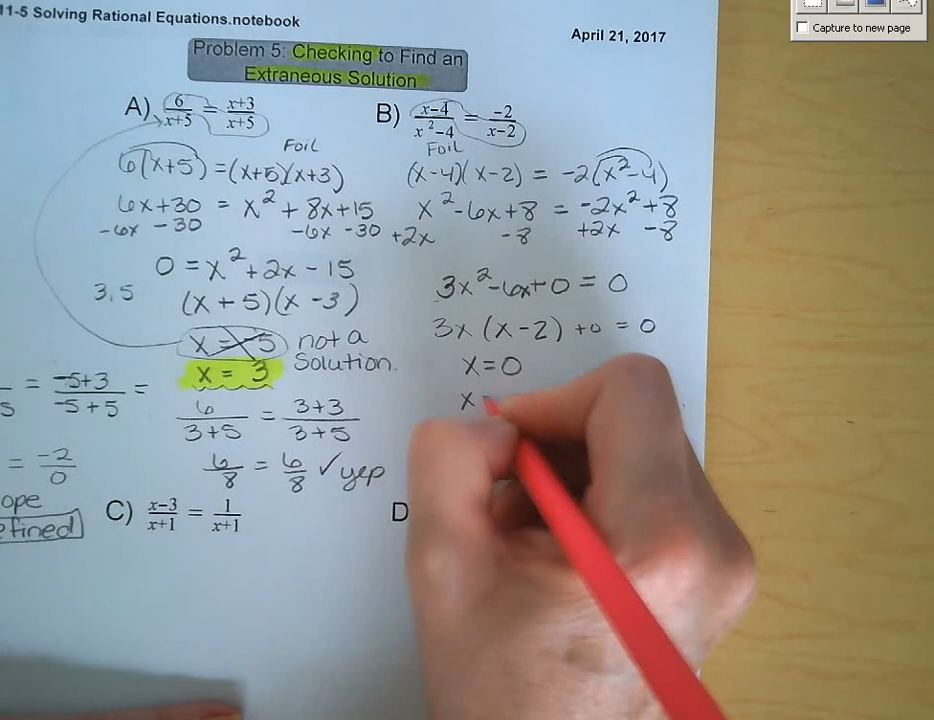 11-5 Solving Rational Equations.notebook
April 21, 2017
Capture to new page
Problem 5: Checking to Find an
Extraneous Solution
A) 6/x+5 = x+3/x+5
Foil
6(x+5) = (x+5)(x+3)
6x+30 = x² + 8x+15
-6x -30 -6x -30
0 = x² + 2x - 15
3, 5 (x + 5)(x - 3)
x = -5 not a
Solution.
x = 3
6/3+5 = 3+3/3+5
6/8 = 6/8 ✓ yep
= -5+3/-5+5 =
= -2/0
B) x-4/x²-4 = -2/x-2
Foil
(x-4)(x-2) = -2(x²-4)
x² -6x+8 = -2x² +8
+2x -8 +2x -8
3x² -6x+0 = 0
3x (x-2) +0 = 0
x=0
x
C) x-3/x+1 = 1/x+1
D